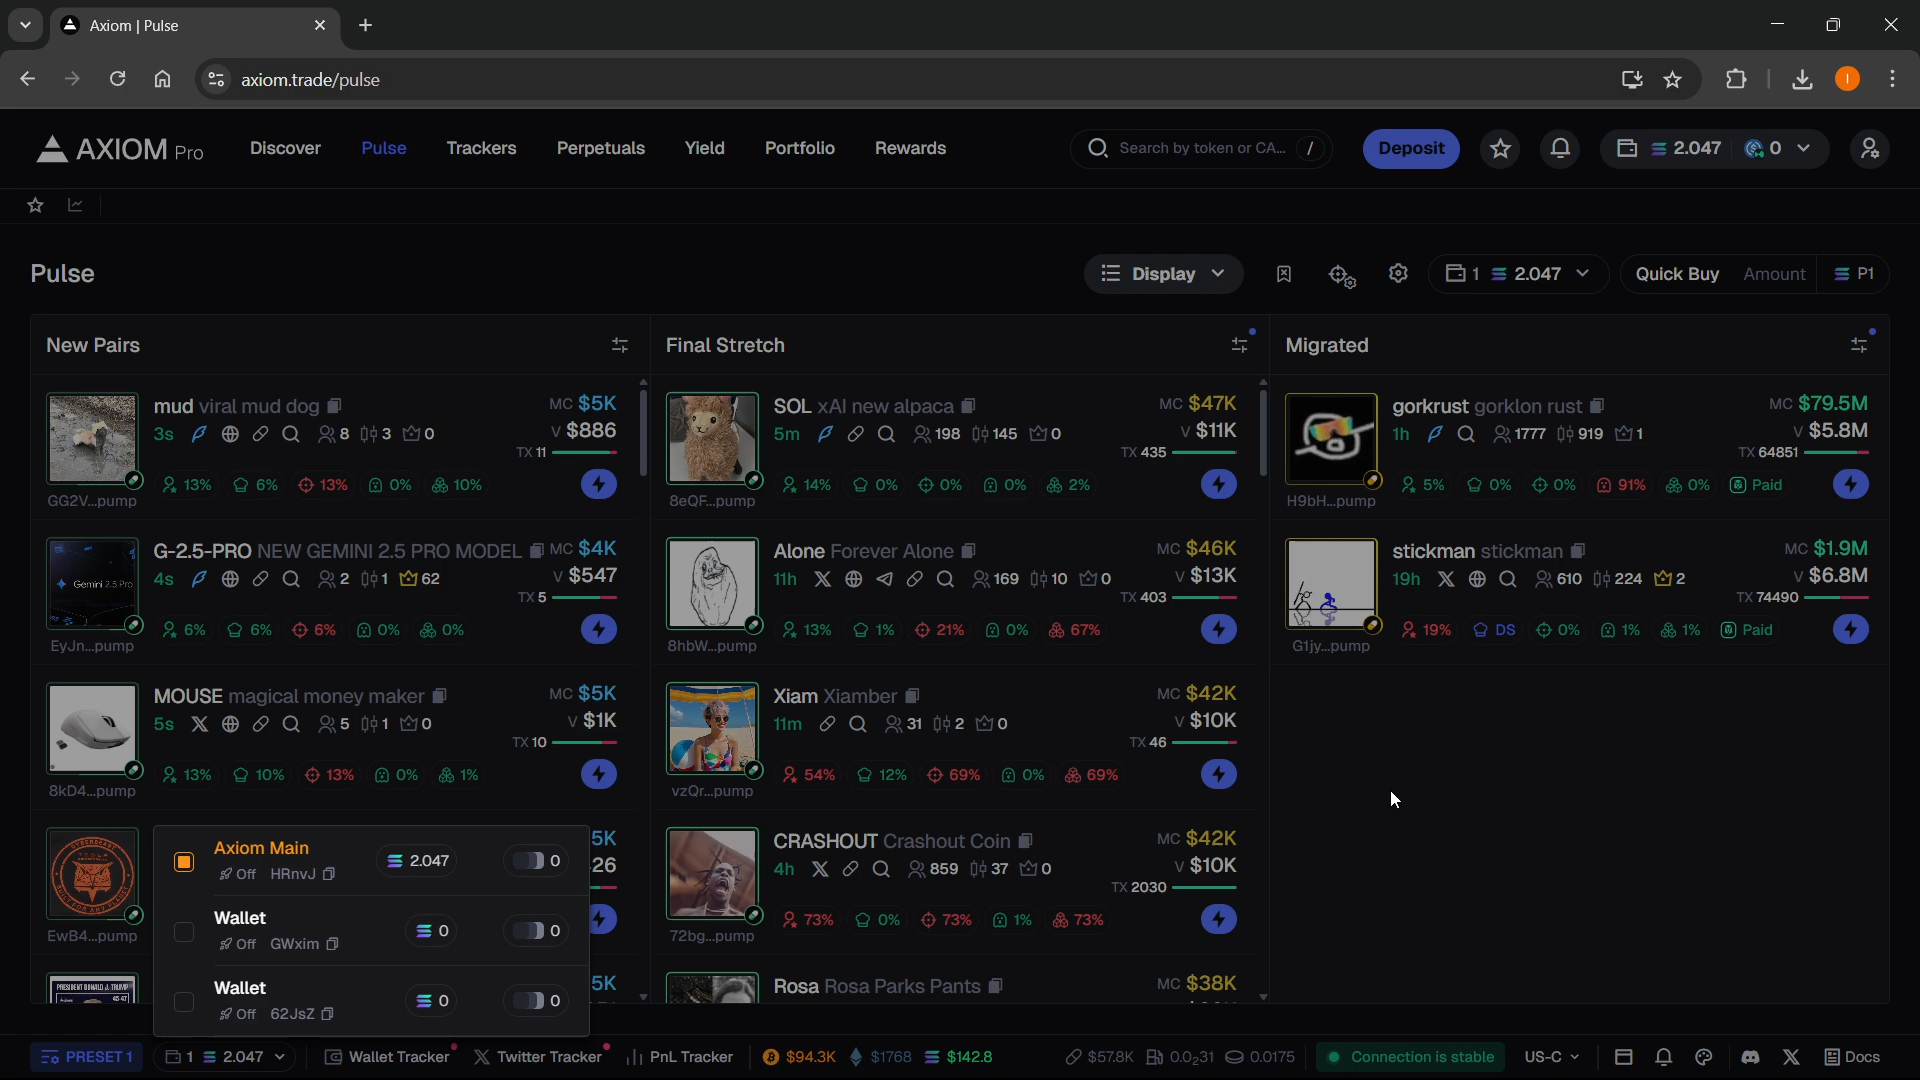 Axiom | Pulse
axiom.trade/pulse
AXIOM Pro
Discover
Pulse
Trackers
Perpetuals
Yield
Portfolio
Rewards
Search by token or CA...
/
Deposit
2.047
0
Pulse
Display
1
2.047
Quick Buy
Amount
P1
New Pairs
mud viral mud dog
MC $5K
3s
8
3
0
V $886
TX 11
13%
6%
13%
0%
10%
GG2V...pump
G-2.5-PRO NEW GEMINI 2.5 PRO MODEL
MC $4K
Gemini 2.5 Pro
4s
2
1
62
V $547
TX 5
6%
6%
6%
0%
0%
EyJn...pump
MOUSE magical money maker
MC $5K
5s
5
1
0
V $1K
TX 10
13%
10%
13%
0%
1%
8kD4...pump
5K
26
EwB4...pump
PRESIDENT DONALD J. TRUMP
5K
Final Stretch
SOL xAI new alpaca
MC $47K
5m
198
145
0
V $11K
TX 435
14%
0%
0%
0%
2%
8eQF...pump
Alone Forever Alone
MC $46K
11h
169
10
0
V $13K
TX 403
13%
1%
21%
0%
67%
8hbW...pump
Xiam Xiamber
MC $42K
11m
31
2
0
V $10K
TX 46
54%
12%
69%
0%
69%
vzQr...pump
CRASHOUT Crashout Coin
MC $42K
4h
859
37
0
V $10K
TX 2030
73%
0%
73%
1%
73%
72bg...pump
Rosa Rosa Parks Pants
MC $38K
Migrated
gorkrust gorklon rust
MC $79.5M
1h
1777
919
1
V $5.8M
TX 64851
5%
0%
0%
91%
0%
Paid
H9bH...pump
stickman stickman
MC $1.9M
19h
610
224
2
V $6.8M
TX 74490
19%
DS
0%
1%
1%
Paid
G1jy...pump
Axiom Main
Off
HRnvJ
2.047
0
Wallet
Off
GWxim
0
0
Wallet
Off
62JsZ
0
0
PRESET 1
1
2.047
Wallet Tracker
Twitter Tracker
PnL Tracker
$94.3K
$1768
$142.8
$57.8K
0.0₂31
0.0175
Connection is stable
US-C
Docs